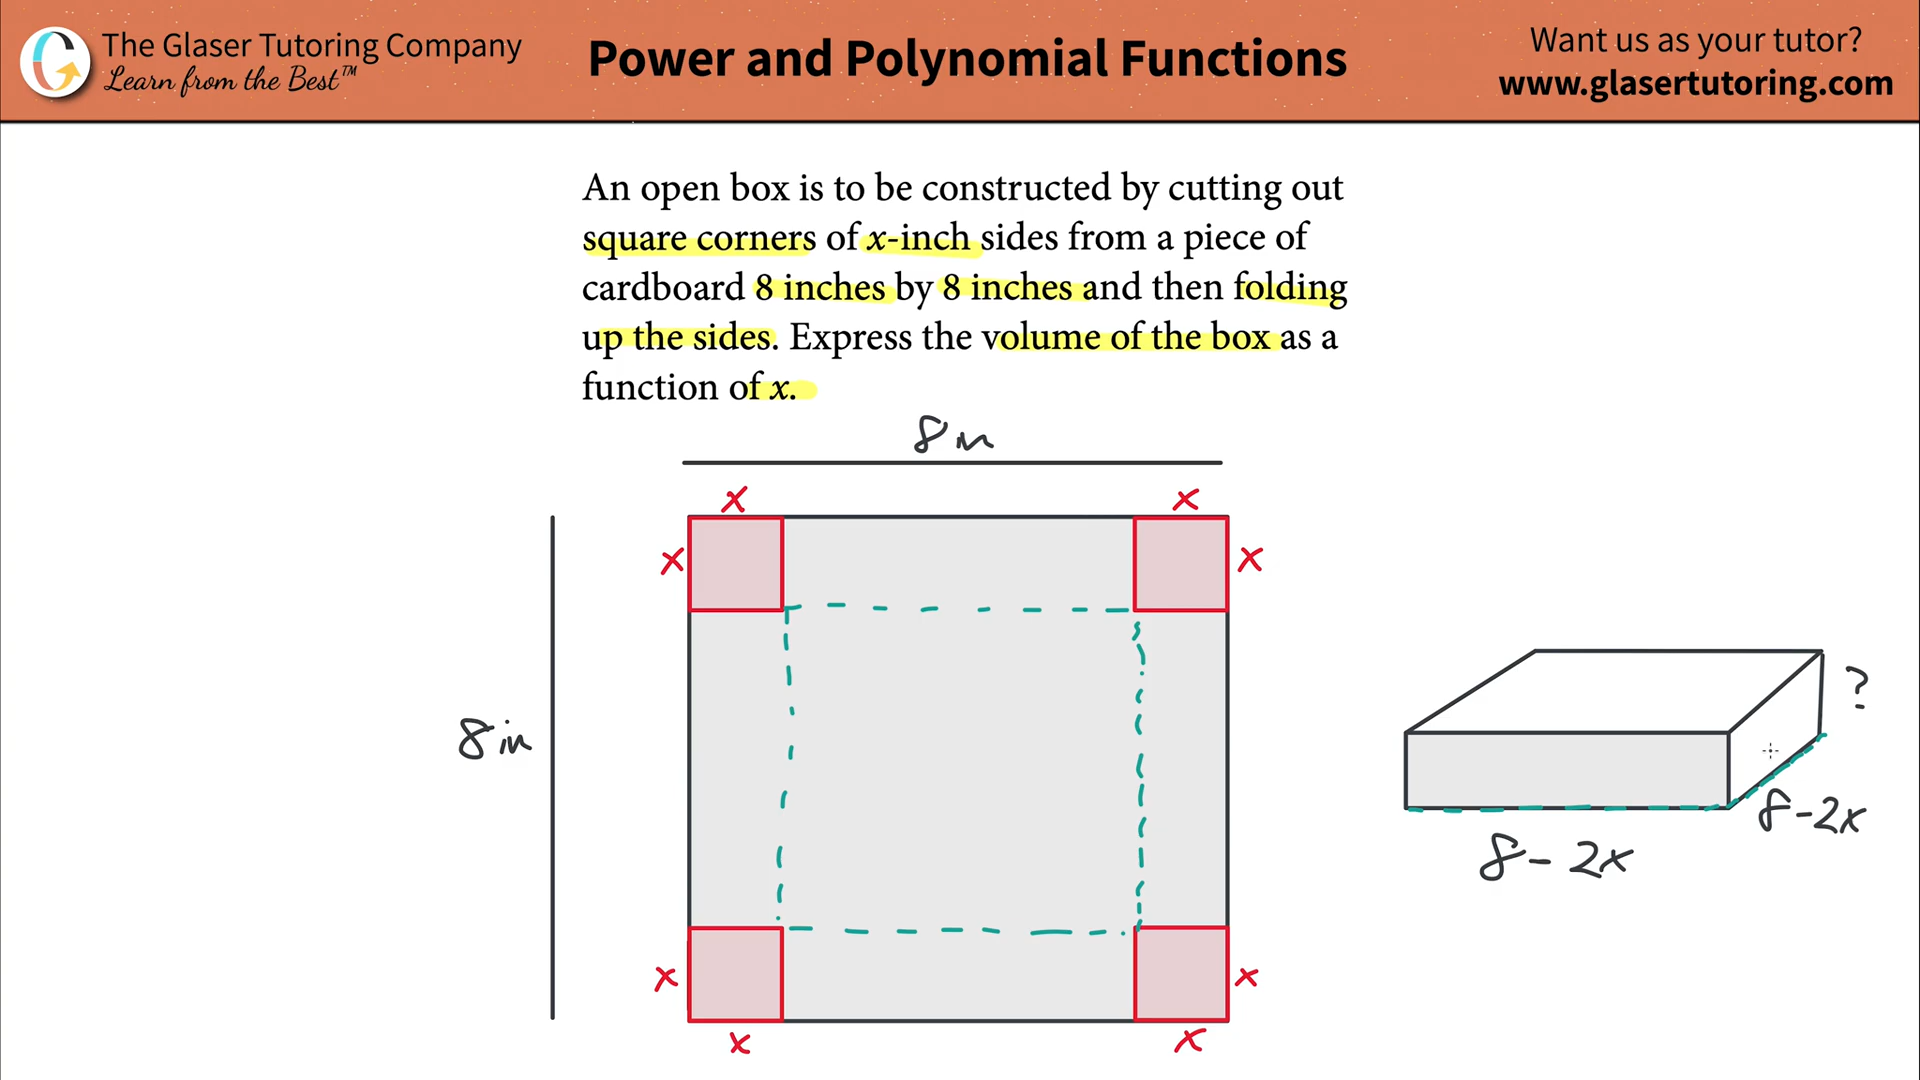 The Glaser Tutoring Company
Learn from the Best™
Power and Polynomial Functions
Want us as your tutor?
www.glasertutoring.com
An open box is to be constructed by cutting out
square corners of x-inch sides from a piece of
cardboard 8 inches by 8 inches and then folding
up the sides. Express the volume of the box as a
function of x.
8 in
x x
x x
?
8 in
8-2x
8-2x
x x
x x